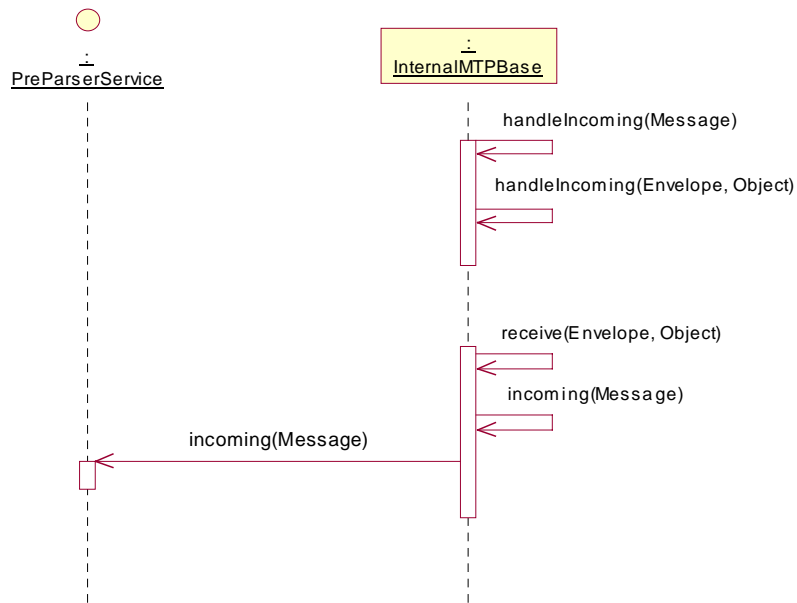 :
PreParserService
:
InternalMTPBase
handleIncoming(Message)
handleIncoming(Envelope, Object)
receive(Envelope, Object)
incoming(Message)
incoming(Message)